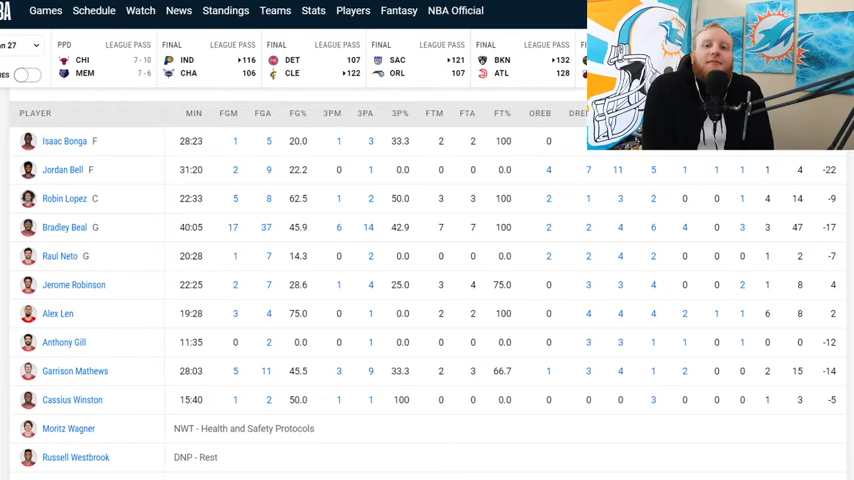 BA Games Schedule Watch News Standings Teams Stats Players Fantasy NBA Official
n 27 PPD LEAGUE PASS FINAL LEAGUE PASS FINAL LEAGUE PASS FINAL LEAGUE PASS FINAL LEAGUE PASS FINAL
CHI 7 - 10 IND 116 DET 107 SAC 121 BKN 132
RES MEM 7 - 6 CHA 106 CLE 122 ORL 107 ATL 128
PLAYER MIN FGM FGA FG% 3PM 3PA 3P% FTM FTA FT% OREB DRE
Isaac Bonga F 28:23 1 5 20.0 1 3 33.3 2 2 100 0
Jordan Bell F 31:20 2 9 22.2 0 1 0.0 0 0 0.0 4 7 11 5 1 1 1 1 4 -22
Robin Lopez C 22:33 5 8 62.5 1 2 50.0 3 3 100 2 1 3 2 0 0 1 4 14 -9
Bradley Beal G 40:05 17 37 45.9 6 14 42.9 7 7 100 2 2 4 6 4 0 3 3 47 -17
Raul Neto G 20:28 1 7 14.3 0 2 0.0 0 0 0.0 2 2 4 2 0 0 0 1 2 -7
Jerome Robinson 22:25 2 7 28.6 1 4 25.0 3 4 75.0 0 3 3 4 0 0 2 1 8 4
Alex Len 19:28 3 4 75.0 0 1 0.0 2 2 100 0 4 4 4 2 1 1 6 8 2
Anthony Gill 11:35 0 2 0.0 0 1 0.0 0 0 0.0 0 3 3 1 1 0 1 0 0 -12
Garrison Mathews 28:03 5 11 45.5 3 9 33.3 2 3 66.7 1 3 4 1 2 0 0 2 15 -14
Cassius Winston 15:40 1 2 50.0 1 1 100 0 0 0.0 0 0 0 3 0 0 0 1 3 -5
Moritz Wagner NWT - Health and Safety Protocols
Russell Westbrook DNP - Rest